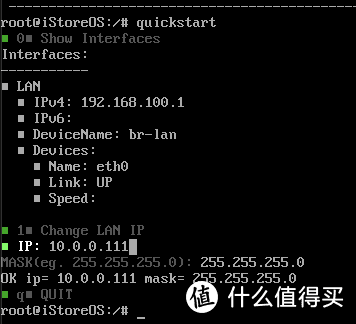 root@iStoreOS:/# quickstart
0 Show Interfaces
Interfaces:
-----------
LAN
IPv4: 192.168.100.1
IPv6:
DeviceName: br-lan
Devices:
Name: eth0
Link: UP
Speed:
1 Change LAN IP
IP: 10.0.0.111
MASK(eg. 255.255.255.0): 255.255.255.0
OK ip= 10.0.0.111 mask= 255.255.255.0
q QUIT
root@iStoreOS:/# _
值 什么值得买